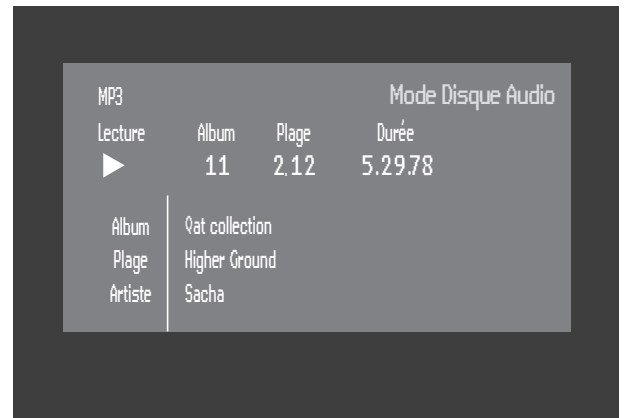 MP3 Mode Disque Audio
Lecture Album Plage Durée
11 2,12 5.29.78
Album Qat collection
Plage Higher Ground
Artiste Sacha